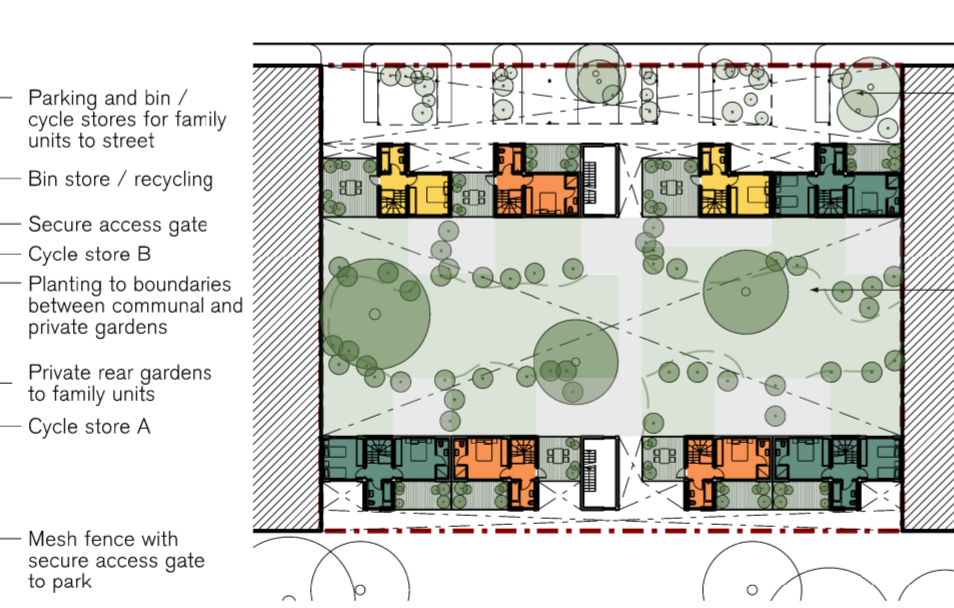 Parking and bin /
cycle stores for family
units to street
Bin store / recycling
Secure access gate
Cycle store B
Planting to boundaries
between communal and
private gardens
Private rear gardens
to family units
Cycle store A
Mesh fence with
secure access gate
to park